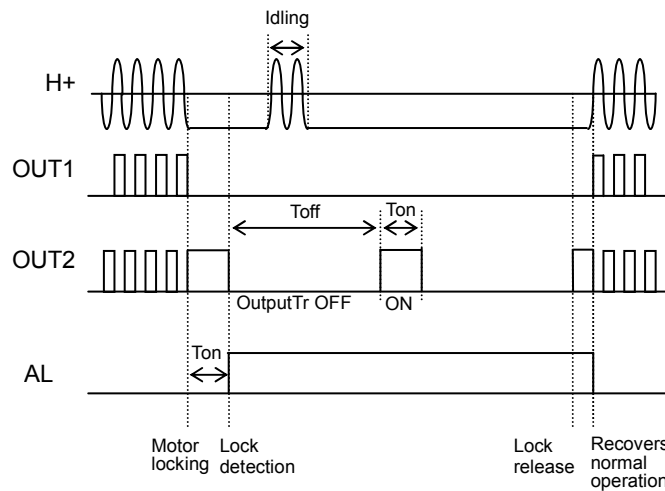 Idling
H+
OUT1
Toff
Ton
OUT2
OutputTr OFF
ON
Ton
AL
Motor
locking
Lock
detection
Lock
release
Recovers
normal
operation